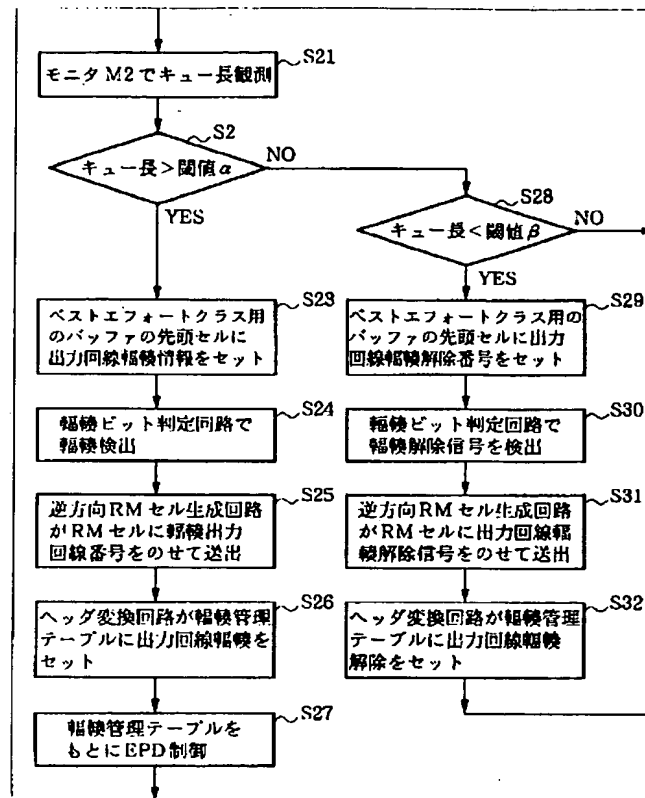 S21
モニタM2でキュー長観測
S2
キュー長>閾値α
NO
YES
S28
キュー長<閾値β
NO
YES
S23
ベストエフォートクラス用
のバッファの先頭セルに
出力回線輻輳情報をセット
S24
輻輳ビット判定回路で
輻輳検出
S25
逆方向RMセル生成回路
がRMセルに輻輳出力
回線番号をのせて送出
S26
ヘッダ変換回路が輻輳管理
テーブルに出力回線輻輳を
セット
S27
輻輳管理テーブルを
もとにEPD制御
S29
ベストエフォートクラス用の
バッファの先頭セルに出力
回線輻輳解除番号をセット
S30
輻輳ビット判定回路で
輻輳解除信号を検出
S31
逆方向RMセル生成回路
がRMセルに出力回線輻
輳解除信号をのせて送出
S32
ヘッダ変換回路が輻輳管理
テーブルに出力回線輻輳
解除をセット